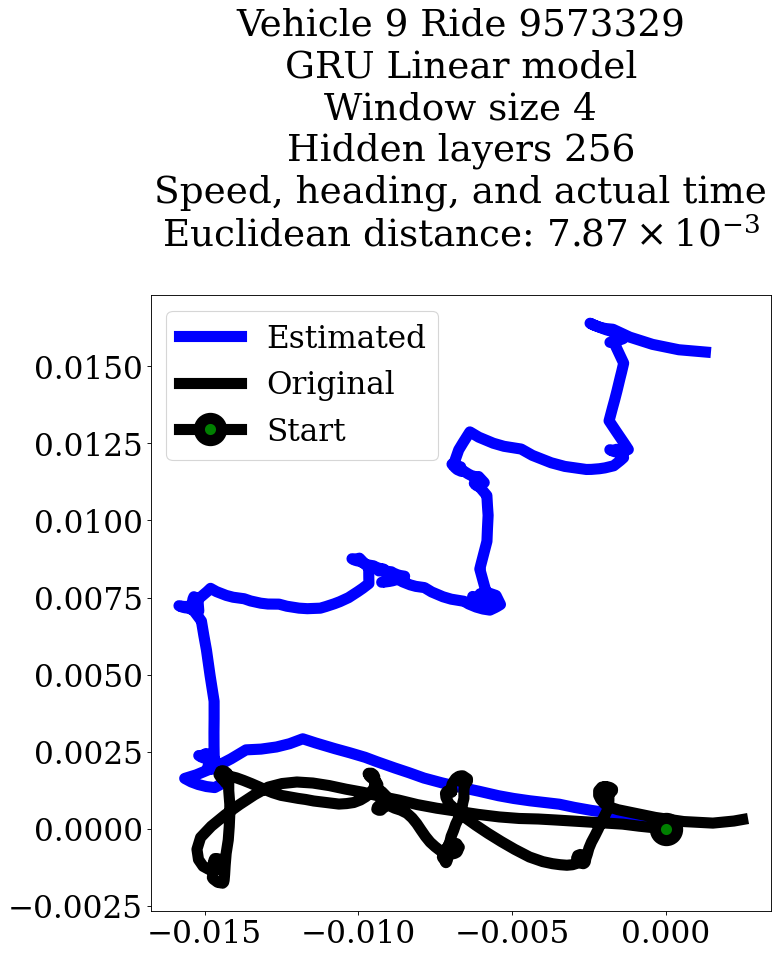 Vehicle 9 Ride 9573329
GRU Linear model
Window size 4
Hidden layers 256
Speed, heading, and actual time
Euclidean distance: 7.87 × 10⁻³
Estimated
Original
Start
0.0150
0.0125
0.0100
0.0075
0.0050
0.0025
0.0000
−0.0025
−0.015 −0.010 −0.005 0.000